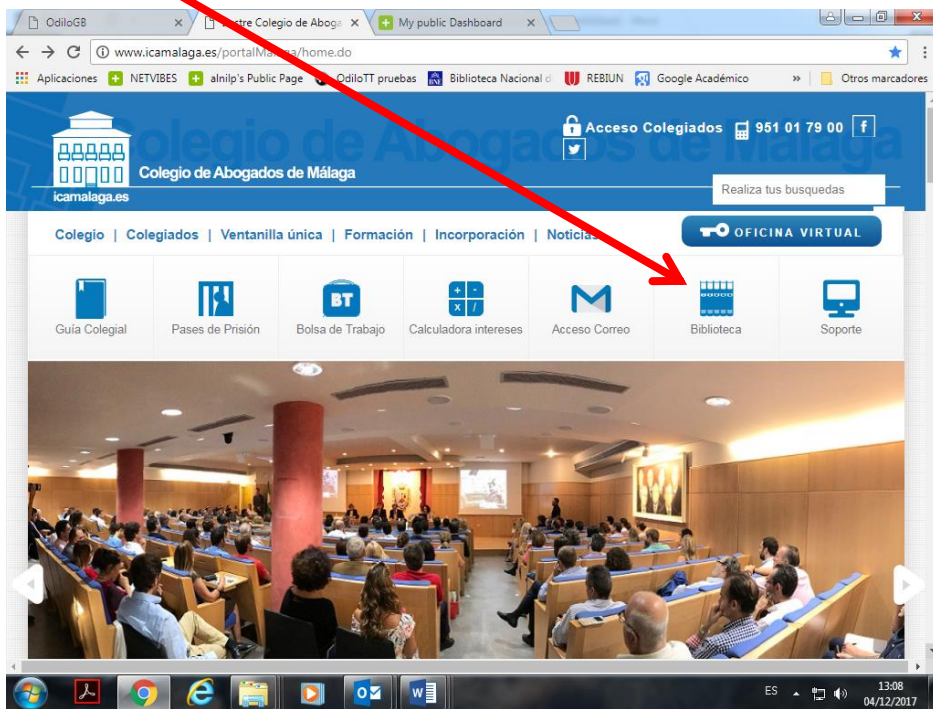 OdiloGB
stre Colegio de Aboga
My public Dashboard
www.icamalaga.es/portalMalaga/home.do
Aplicaciones NETVIBES alnilp's Public Page OdiloTT pruebas BNE Biblioteca Nacional d REBIUN Google Académico » Otros marcadores
Colegio de Abogados de Málaga
Acceso Colegiados 951 01 79 00 f
Colegio de Abogados de Málaga
icamalaga.es
Realiza tus busquedas
Colegio | Colegiados | Ventanilla única | Formación | Incorporación | Noticias
OFICINA VIRTUAL
BT
Guía Colegial Pases de Prisión Bolsa de Trabajo Calculadora intereses Acceso Correo Biblioteca Soporte
ES 13:08
04/12/2017